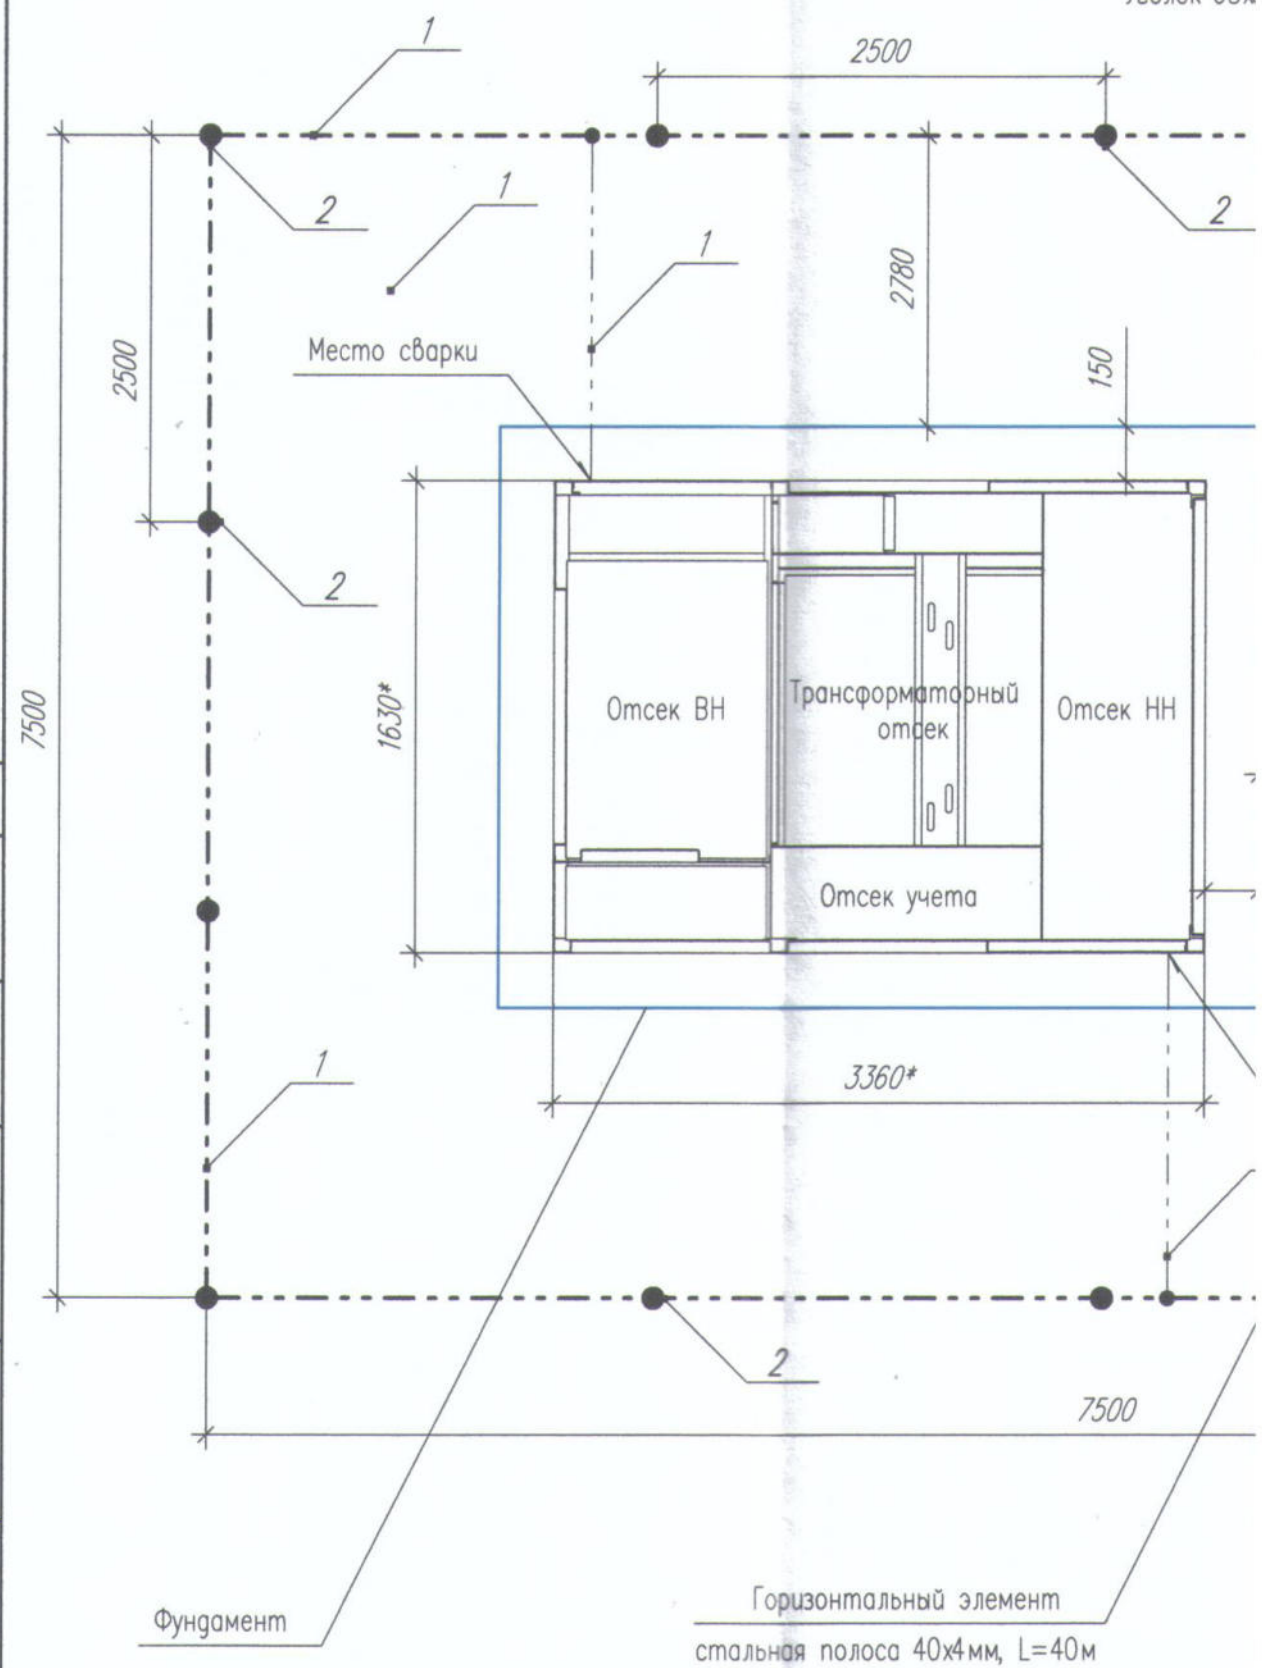 1
2500
2
1
1
2
2780
Место сварки
150
2500
2
7500
1630*
Отсек ВН
Трансформаторный
отсек
Отсек НН
Отсек учета
1
3360*
2
7500
Фундамент
Горизонтальный элемент
стальная полоса 40х4мм, L=40м